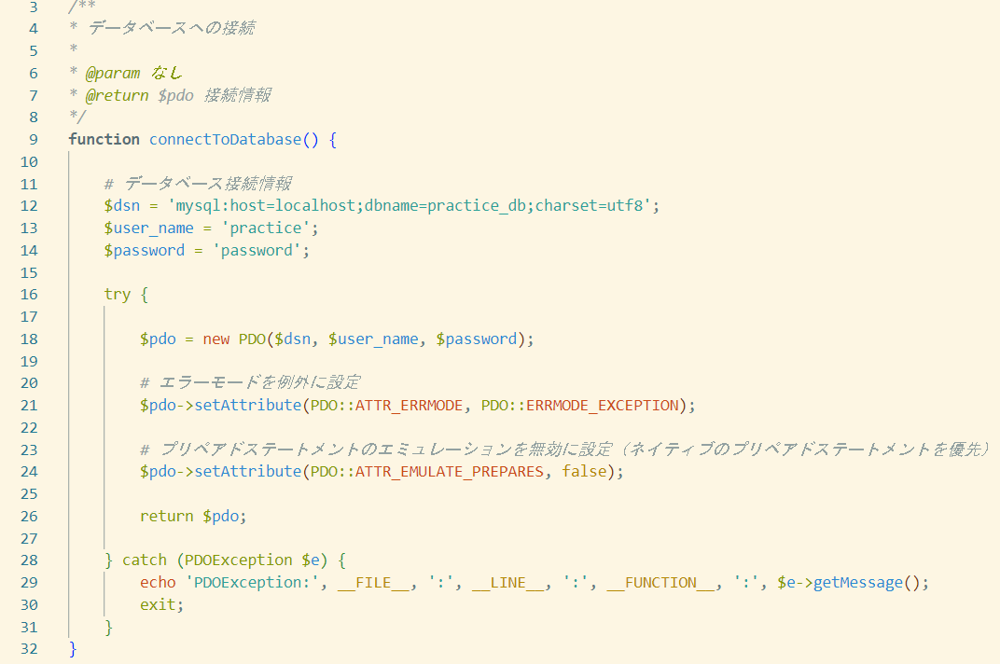 3 /**
4 * データベースへの接続
5 *
6 * @param なし
7 * @return $pdo 接続情報
8 */
9 function connectToDatabase() {
10
11 # データベース接続情報
12 $dsn = 'mysql:host=localhost;dbname=practice_db;charset=utf8';
13 $user_name = 'practice';
14 $password = 'password';
15
16 try {
17
18 $pdo = new PDO($dsn, $user_name, $password);
19
20 # エラーモードを例外に設定
21 $pdo->setAttribute(PDO::ATTR_ERRMODE, PDO::ERRMODE_EXCEPTION);
22
23 # プリペアドステートメントのエミュレーションを無効に設定（ネイティブのプリペアドステートメントを優先）
24 $pdo->setAttribute(PDO::ATTR_EMULATE_PREPARES, false);
25
26 return $pdo;
27
28 } catch (PDOException $e) {
29 echo 'PDOException:', __FILE__, ':', __LINE__, ':', __FUNCTION__, ':', $e->getMessage();
30 exit;
31 }
32 }